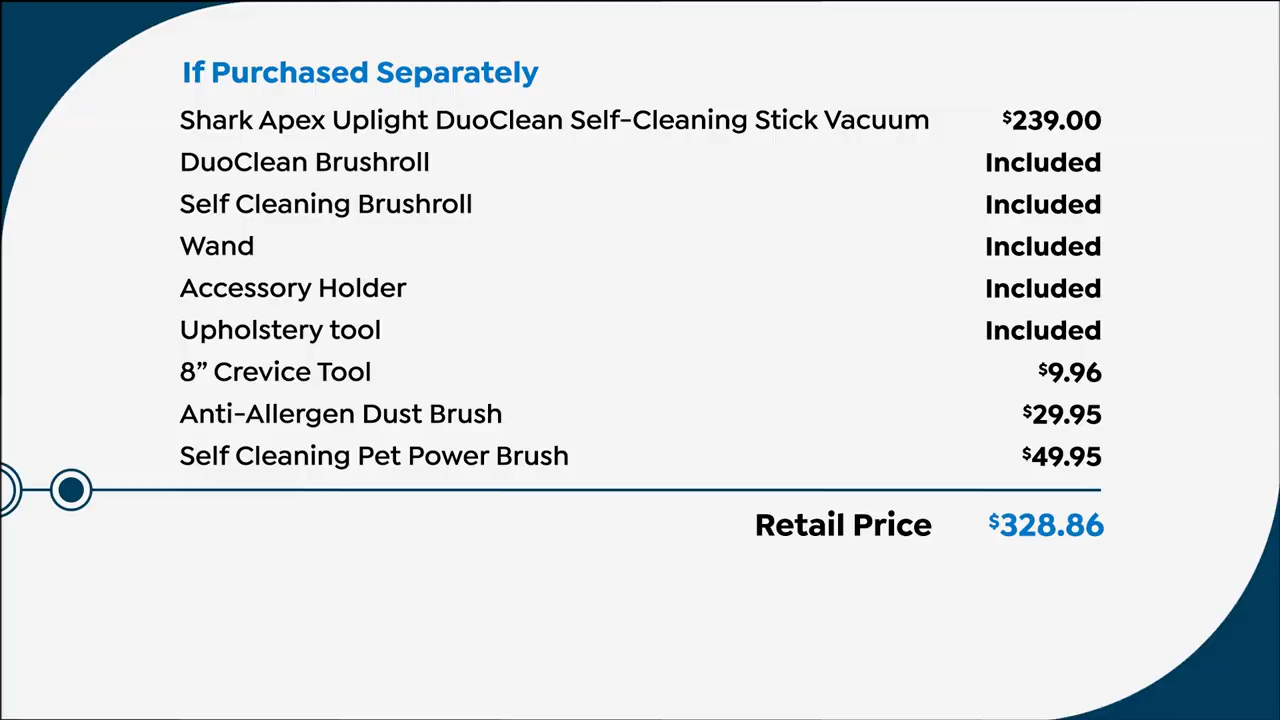 If Purchased Separately
Shark Apex Uplight DuoClean Self-Cleaning Stick Vacuum $239.00
DuoClean Brushroll Included
Self Cleaning Brushroll Included
Wand Included
Accessory Holder Included
Upholstery tool Included
8” Crevice Tool $9.96
Anti-Allergen Dust Brush $29.95
Self Cleaning Pet Power Brush $49.95
Retail Price $328.86